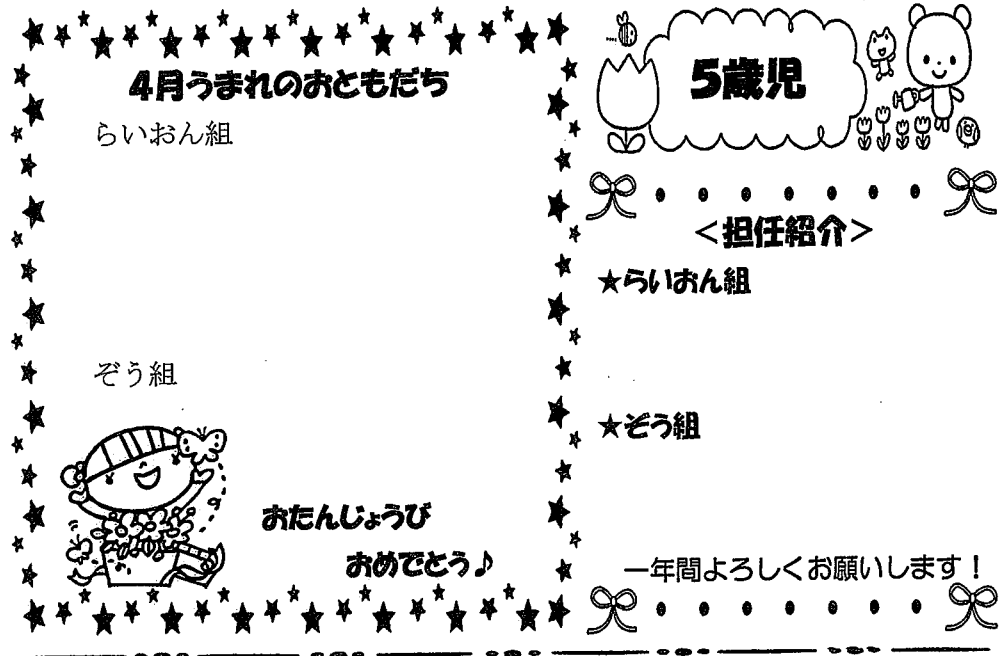 4月うまれのおともだち
らいおん組
ぞう組
おたんじょうび
おめでとう♪
5歳児
＜担任紹介＞
★らいおん組
★ぞう組
一年間よろしくお願いします！